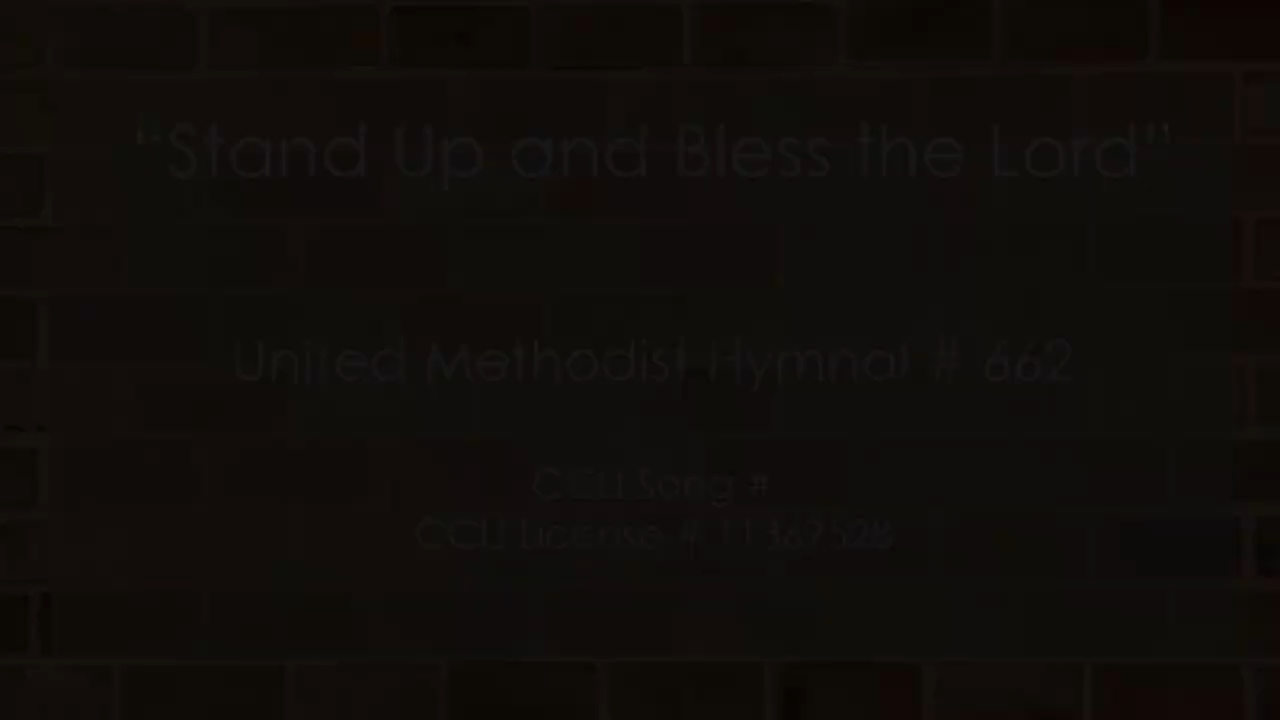 “Stand Up and Bless the Lord”
United Methodist Hymnal # 662
CCLI Song #
CCLI License # 11367528